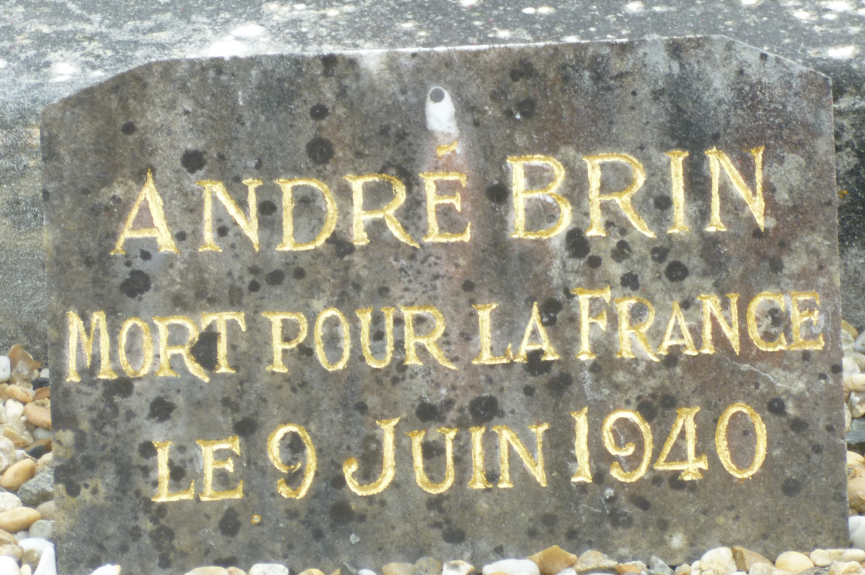 ANDRÉ BRIN
MORT POUR LA FRANCE
LE 9 JUIN 1940